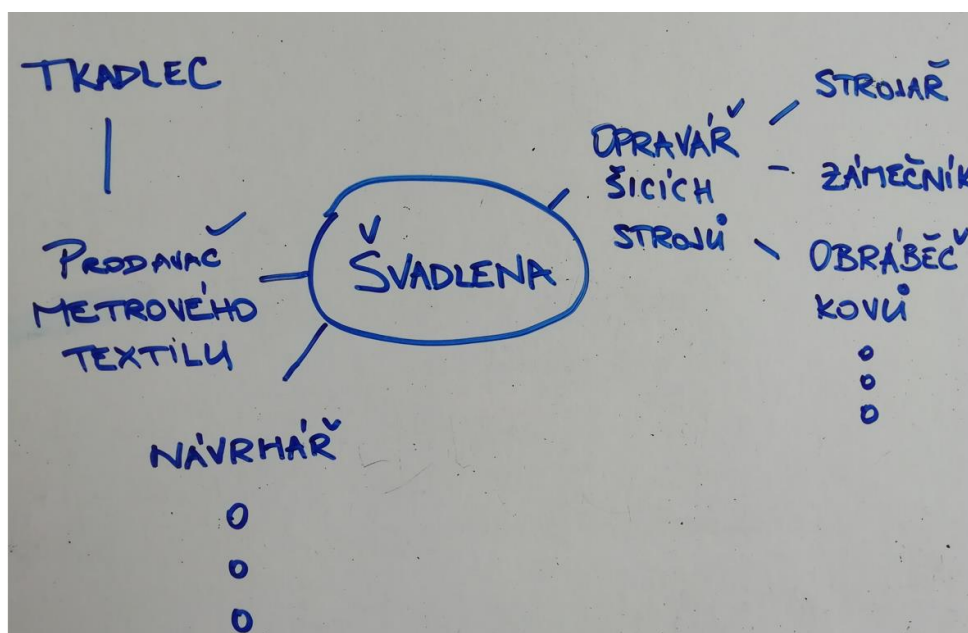 TKADLEC
PRODAVAČ
METROVÉHO
TEXTILU
ŠVADLENA
NÁVRHÁŘ
OPRAVÁŘ
ŠICÍCH
STROJŮ
STROJAŘ
ZÁMEČNÍK
OBRÁBĚČ
KOVŮ